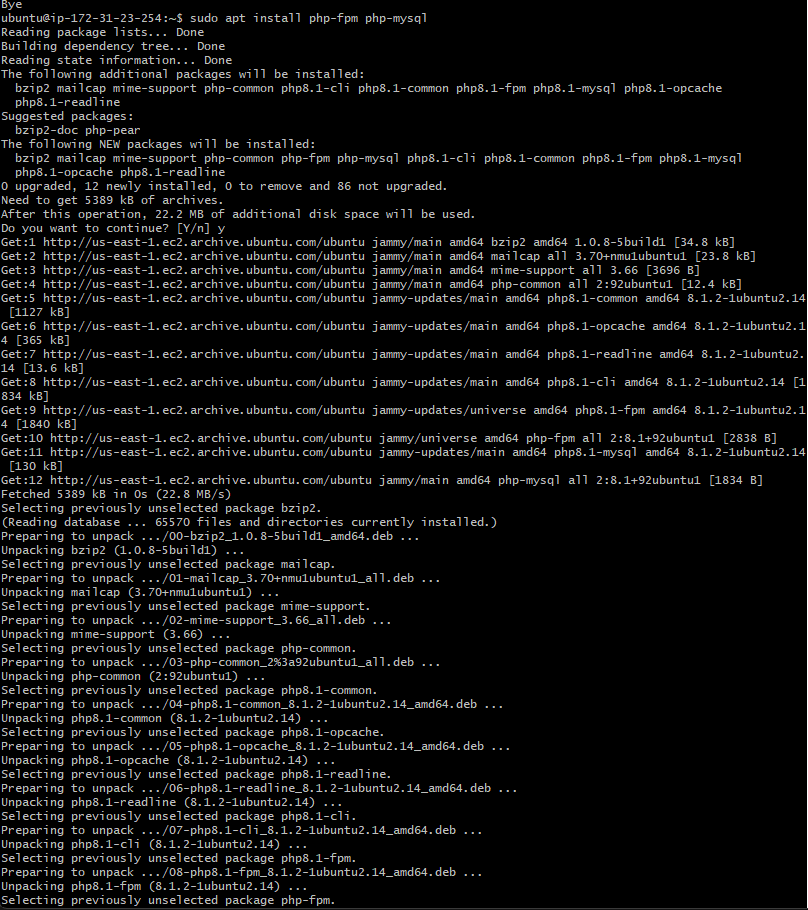 Bye
ubuntu@ip-172-31-23-254:~$ sudo apt install php-fpm php-mysql
Reading package lists... Done
Building dependency tree... Done
Reading state information... Done
The following additional packages will be installed:
  bzip2 mailcap mime-support php-common php8.1-cli php8.1-common php8.1-fpm php8.1-mysql php8.1-opcache
  php8.1-readline
Suggested packages:
  bzip2-doc php-pear
The following NEW packages will be installed:
  bzip2 mailcap mime-support php-common php-fpm php-mysql php8.1-cli php8.1-common php8.1-fpm php8.1-mysql
  php8.1-opcache php8.1-readline
0 upgraded, 12 newly installed, 0 to remove and 86 not upgraded.
Need to get 5389 kB of archives.
After this operation, 22.2 MB of additional disk space will be used.
Do you want to continue? [Y/n] y
Get:1 http://us-east-1.ec2.archive.ubuntu.com/ubuntu jammy/main amd64 bzip2 amd64 1.0.8-5build1 [34.8 kB]
Get:2 http://us-east-1.ec2.archive.ubuntu.com/ubuntu jammy/main amd64 mailcap all 3.70+nmu1ubuntu1 [23.8 kB]
Get:3 http://us-east-1.ec2.archive.ubuntu.com/ubuntu jammy/main amd64 mime-support all 3.66 [3696 B]
Get:4 http://us-east-1.ec2.archive.ubuntu.com/ubuntu jammy/main amd64 php-common all 2:92ubuntu1 [12.4 kB]
Get:5 http://us-east-1.ec2.archive.ubuntu.com/ubuntu jammy-updates/main amd64 php8.1-common amd64 8.1.2-1ubuntu2.14
 [1127 kB]
Get:6 http://us-east-1.ec2.archive.ubuntu.com/ubuntu jammy-updates/main amd64 php8.1-opcache amd64 8.1.2-1ubuntu2.1
4 [365 kB]
Get:7 http://us-east-1.ec2.archive.ubuntu.com/ubuntu jammy-updates/main amd64 php8.1-readline amd64 8.1.2-1ubuntu2.
14 [13.6 kB]
Get:8 http://us-east-1.ec2.archive.ubuntu.com/ubuntu jammy-updates/main amd64 php8.1-cli amd64 8.1.2-1ubuntu2.14 [1
834 kB]
Get:9 http://us-east-1.ec2.archive.ubuntu.com/ubuntu jammy-updates/universe amd64 php8.1-fpm amd64 8.1.2-1ubuntu2.1
4 [1840 kB]
Get:10 http://us-east-1.ec2.archive.ubuntu.com/ubuntu jammy/universe amd64 php-fpm all 2:8.1+92ubuntu1 [2838 B]
Get:11 http://us-east-1.ec2.archive.ubuntu.com/ubuntu jammy-updates/main amd64 php8.1-mysql amd64 8.1.2-1ubuntu2.14
 [130 kB]
Get:12 http://us-east-1.ec2.archive.ubuntu.com/ubuntu jammy/main amd64 php-mysql all 2:8.1+92ubuntu1 [1834 B]
Fetched 5389 kB in 0s (22.8 MB/s)
Selecting previously unselected package bzip2.
(Reading database ... 65570 files and directories currently installed.)
Preparing to unpack .../00-bzip2_1.0.8-5build1_amd64.deb ...
Unpacking bzip2 (1.0.8-5build1) ...
Selecting previously unselected package mailcap.
Preparing to unpack .../01-mailcap_3.70+nmu1ubuntu1_all.deb ...
Unpacking mailcap (3.70+nmu1ubuntu1) ...
Selecting previously unselected package mime-support.
Preparing to unpack .../02-mime-support_3.66_all.deb ...
Unpacking mime-support (3.66) ...
Selecting previously unselected package php-common.
Preparing to unpack .../03-php-common_2%3a92ubuntu1_all.deb ...
Unpacking php-common (2:92ubuntu1) ...
Selecting previously unselected package php8.1-common.
Preparing to unpack .../04-php8.1-common_8.1.2-1ubuntu2.14_amd64.deb ...
Unpacking php8.1-common (8.1.2-1ubuntu2.14) ...
Selecting previously unselected package php8.1-opcache.
Preparing to unpack .../05-php8.1-opcache_8.1.2-1ubuntu2.14_amd64.deb ...
Unpacking php8.1-opcache (8.1.2-1ubuntu2.14) ...
Selecting previously unselected package php8.1-readline.
Preparing to unpack .../06-php8.1-readline_8.1.2-1ubuntu2.14_amd64.deb ...
Unpacking php8.1-readline (8.1.2-1ubuntu2.14) ...
Selecting previously unselected package php8.1-cli.
Preparing to unpack .../07-php8.1-cli_8.1.2-1ubuntu2.14_amd64.deb ...
Unpacking php8.1-cli (8.1.2-1ubuntu2.14) ...
Selecting previously unselected package php8.1-fpm.
Preparing to unpack .../08-php8.1-fpm_8.1.2-1ubuntu2.14_amd64.deb ...
Unpacking php8.1-fpm (8.1.2-1ubuntu2.14) ...
Selecting previously unselected package php-fpm.